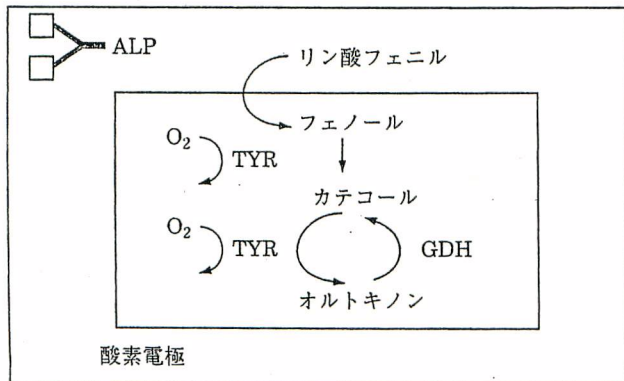 ALP
リン酸フェニル
フェノール
O₂
TYR
カテコール
O₂
TYR
GDH
オルトキノン
酸素電極